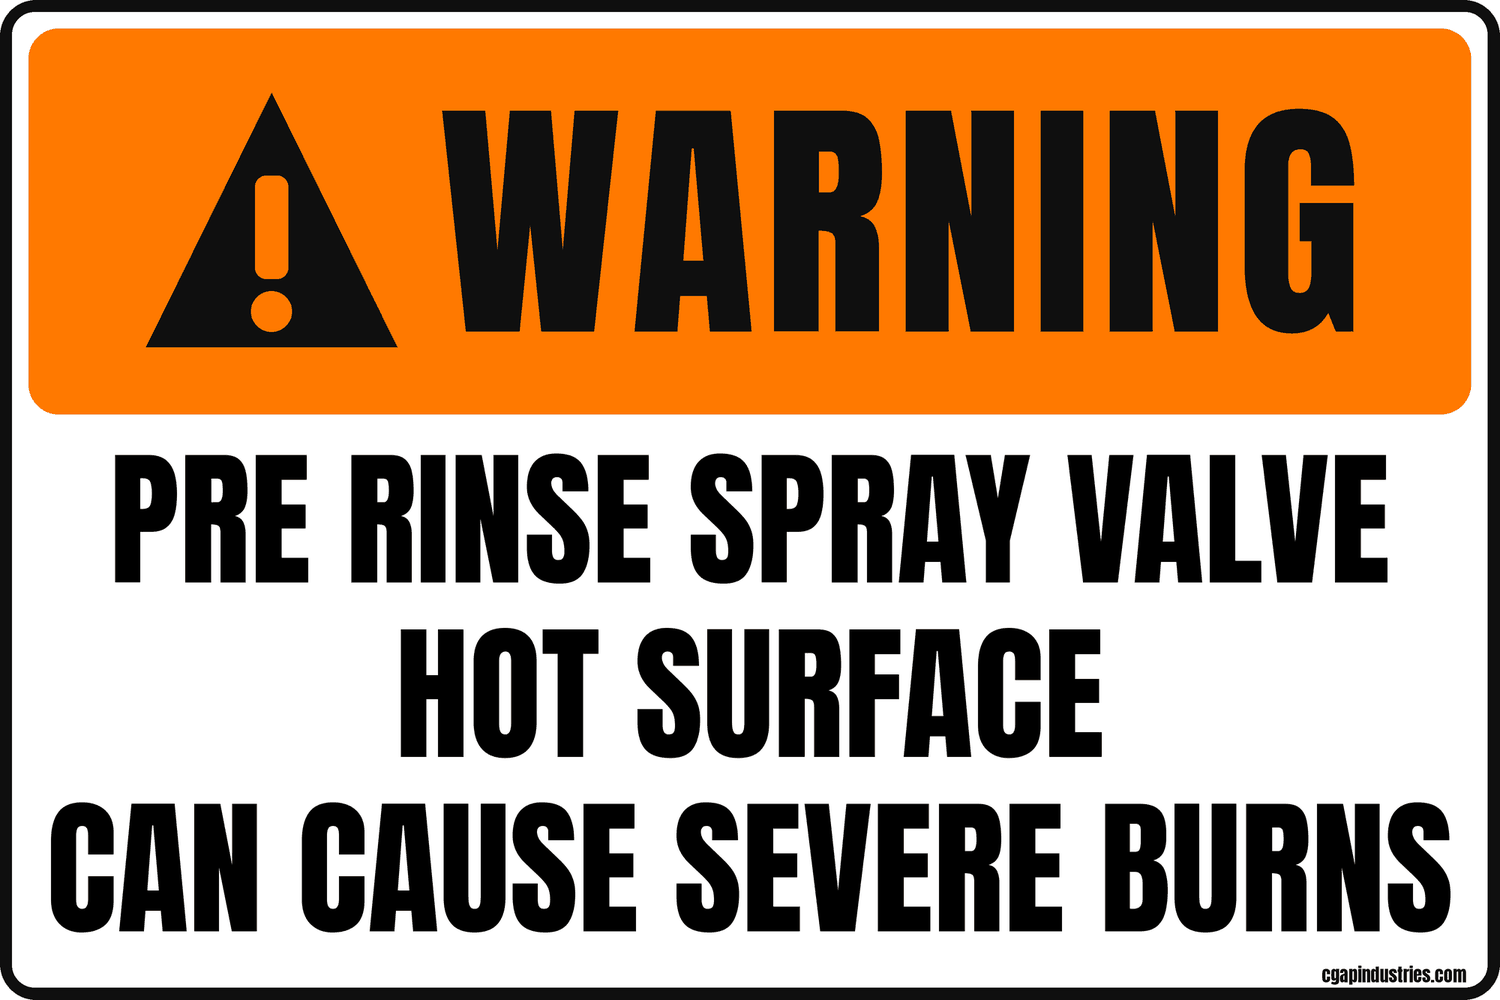 WARNING
PRE RINSE SPRAY VALVE
HOT SURFACE
CAN CAUSE SEVERE BURNS
cgapindustries.com